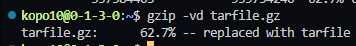 kopo10@0-1-3-0:~$ gzip -vd tarfile.gz
tarfile.gz:      62.7% -- replaced with tarfile